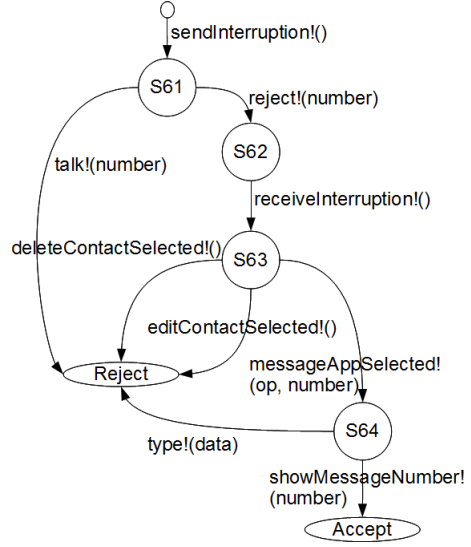 sendInterruption!()
S61
reject!(number)
S62
talk!(number)
receiveInterruption!()
deleteContactSelected!()
S63
editContactSelected!()
messageAppSelected!
(op, number)
Reject
S64
type!(data)
showMessageNumber!
(number)
Accept